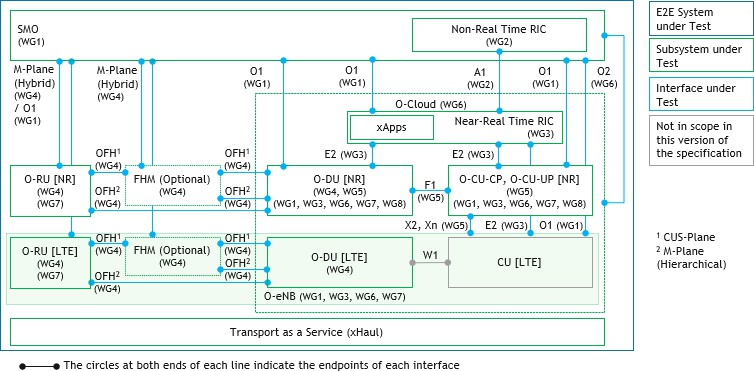 SMO
(WG1)
Non-Real Time RIC
(WG2)
M-Plane
(Hybrid)
(WG4)
/ O1
(WG1)
M-Plane
(Hybrid)
(WG4)
O1
(WG1)
O1
(WG1)
A1
(WG2)
O1
(WG1)
O2
(WG6)
O-Cloud (WG6)
xApps
Near-Real Time RIC
(WG3)
E2 (WG3)
E2 (WG3)
O-RU [NR]
(WG4)
(WG7)
OFH¹
(WG4)
OFH²
(WG4)
FHM (Optional)
(WG4)
OFH¹
(WG4)
OFH²
(WG4)
O-DU [NR]
(WG4, WG5)
(WG1, WG3, WG6, WG7, WG8)
F1
(WG5)
O-CU-CP, O-CU-UP [NR]
(WG5)
(WG1, WG3, WG6, WG7, WG8)
X2, Xn (WG5)
E2 (WG3)
O1 (WG1)
O-RU [LTE]
(WG4)
(WG7)
OFH¹
(WG4)
OFH²
(WG4)
FHM (Optional)
(WG4)
OFH¹
(WG4)
OFH²
(WG4)
O-DU [LTE]
(WG4)
W1
CU [LTE]
O-eNB (WG1, WG3, WG6, WG7)
Transport as a Service (xHaul)
E2E System
under Test
Subsystem under
Test
Interface under
Test
Not in scope in
this version of
the specification
¹ CUS-Plane
² M-Plane
(Hierarchical)
The circles at both ends of each line indicate the endpoints of each interface